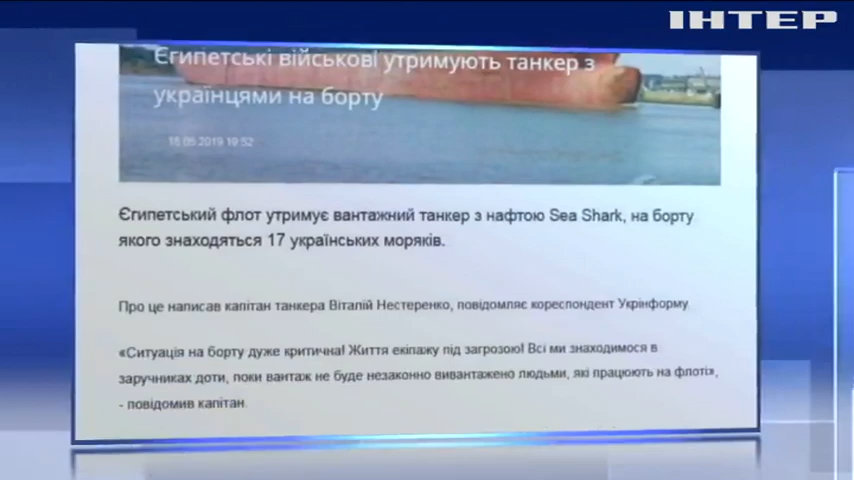 ІНТЕР
Єгипетські військові утримують танкер з
українцями на борту
16.06.2019 19:52
Єгипетський флот утримує вантажний танкер з нафтою Sea Shark, на борту
якого знаходяться 17 українських моряків.
Про це написав капітан танкера Віталій Нестеренко, повідомляє кореспондент Укрінформу.
«Ситуація на борту дуже критична! Життя екіпажу під загрозою! Всі ми знаходимося в
заручниках доти, поки вантаж не буде незаконно вивантажено людьми, які працюють на флоті»,
- повідомив капітан.